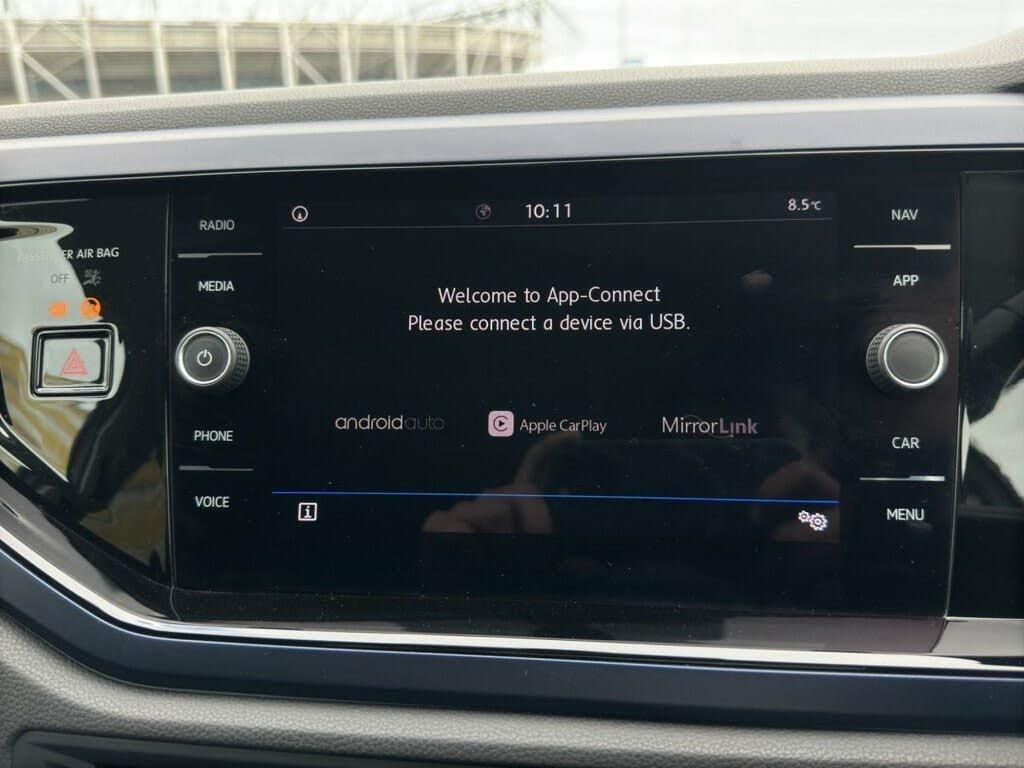 PASSENGER AIR BAG
OFF
RADIO
MEDIA
PHONE
VOICE
10:11
8.5°C
Welcome to App-Connect
Please connect a device via USB.
androidauto
Apple CarPlay
MirrorLink
i
NAV
APP
CAR
MENU